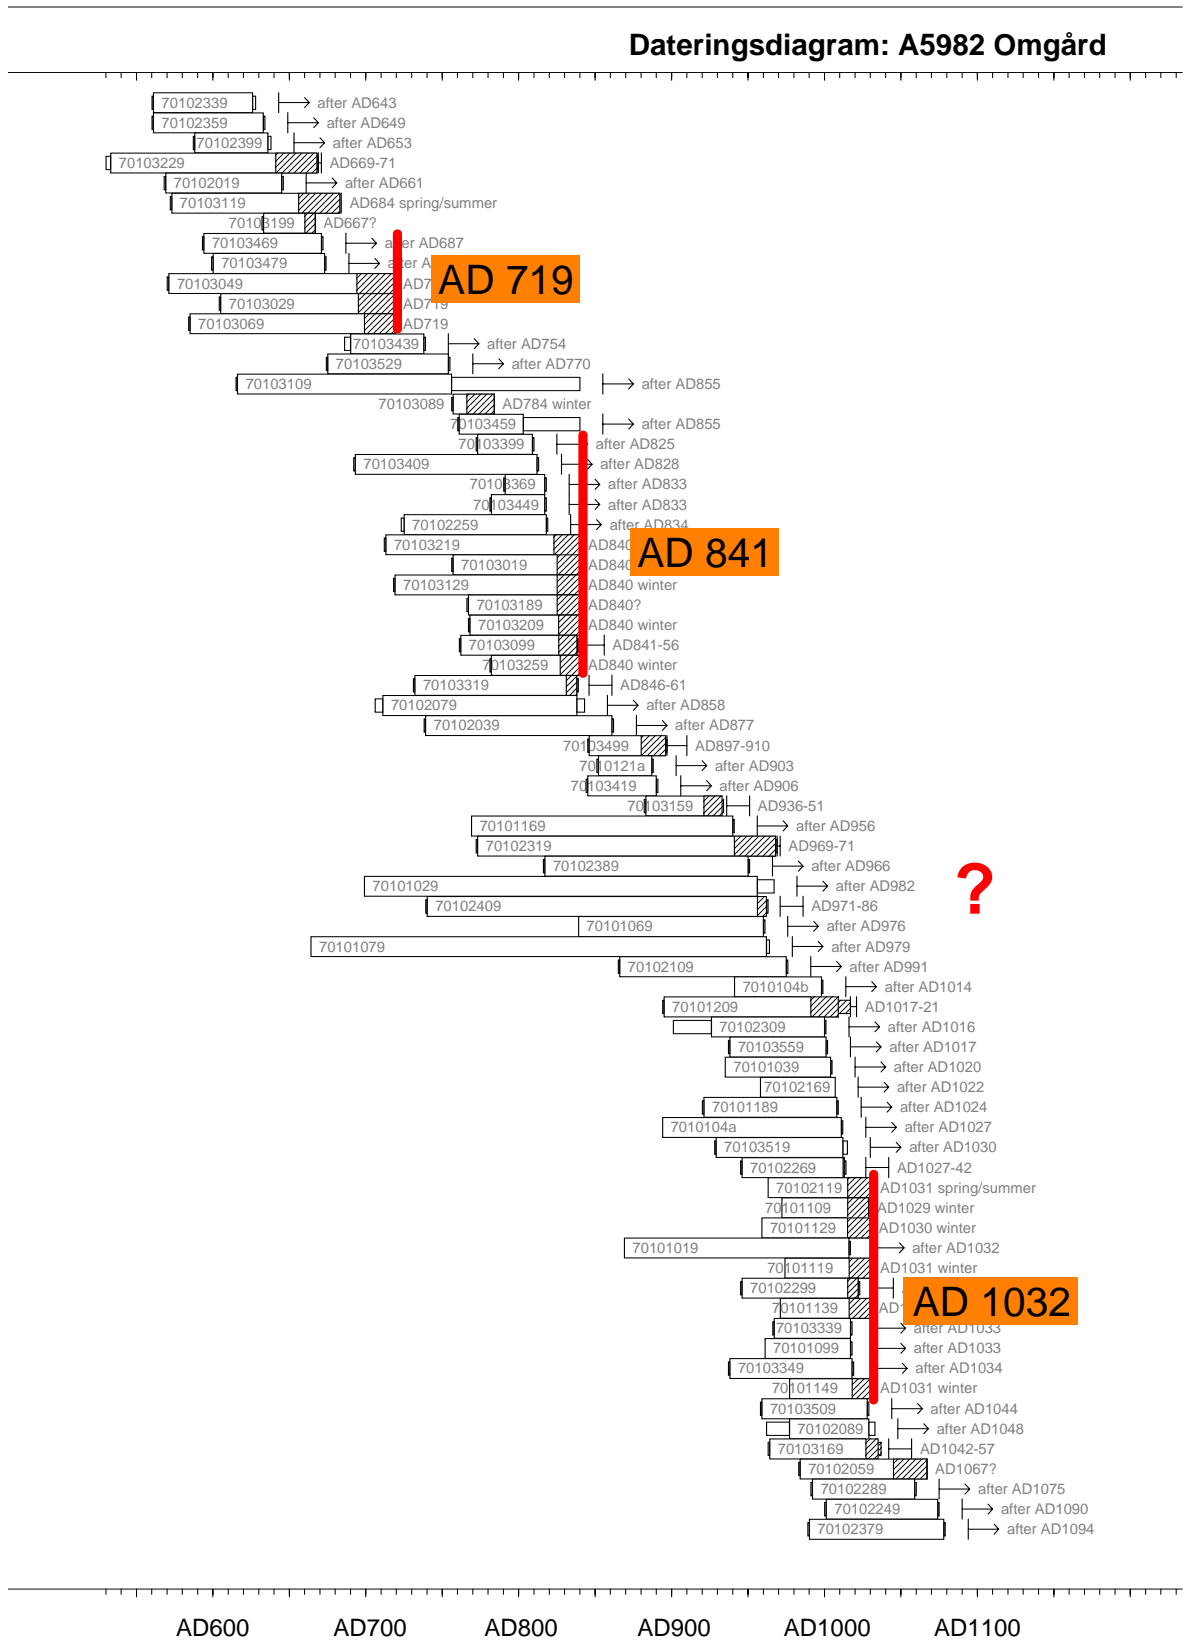 Dateringsdiagram: A5982 Omgård
70102339 after AD643
70102359 after AD649
70102399 after AD653
70103229 AD669-71
70102019 after AD661
70103119 AD684 spring/summer
70103199 AD667?
70103469 after AD687
70103479 after A
AD 719
70103049 AD7
70103029 AD719
70103069 AD719
70103439 after AD754
70103529 after AD770
70103109 after AD855
70103089 AD784 winter
70103459 after AD855
70103399 after AD825
70103409 after AD828
70103369 after AD833
70103449 after AD833
70102259 after AD834
70103219 AD840
AD 841
70103019 AD840
70103129 AD840 winter
70103189 AD840?
70103209 AD840 winter
70103099 AD841-56
70103259 AD840 winter
70103319 AD846-61
70102079 after AD858
70102039 after AD877
70103499 AD897-910
7010121a after AD903
70103419 after AD906
70103159 AD936-51
70101169 after AD956
70102319 AD969-71
70102389 after AD966
70101029 after AD982
?
70102409 AD971-86
70101069 after AD976
70101079 after AD979
70102109 after AD991
7010104b after AD1014
70101209 AD1017-21
70102309 after AD1016
70103559 after AD1017
70101039 after AD1020
70102169 after AD1022
70101189 after AD1024
7010104a after AD1027
70103519 after AD1030
70102269 AD1027-42
70102119 AD1031 spring/summer
70101109 AD1029 winter
70101129 AD1030 winter
70101019 after AD1032
70101119 AD1031 winter
70102299
AD 1032
70101139 AD1
70103339 after AD1033
70101099 after AD1033
70103349 after AD1034
70101149 AD1031 winter
70103509 after AD1044
70102089 after AD1048
70103169 AD1042-57
70102059 AD1067?
70102289 after AD1075
70102249 after AD1090
70102379 after AD1094
AD600 AD700 AD800 AD900 AD1000 AD1100